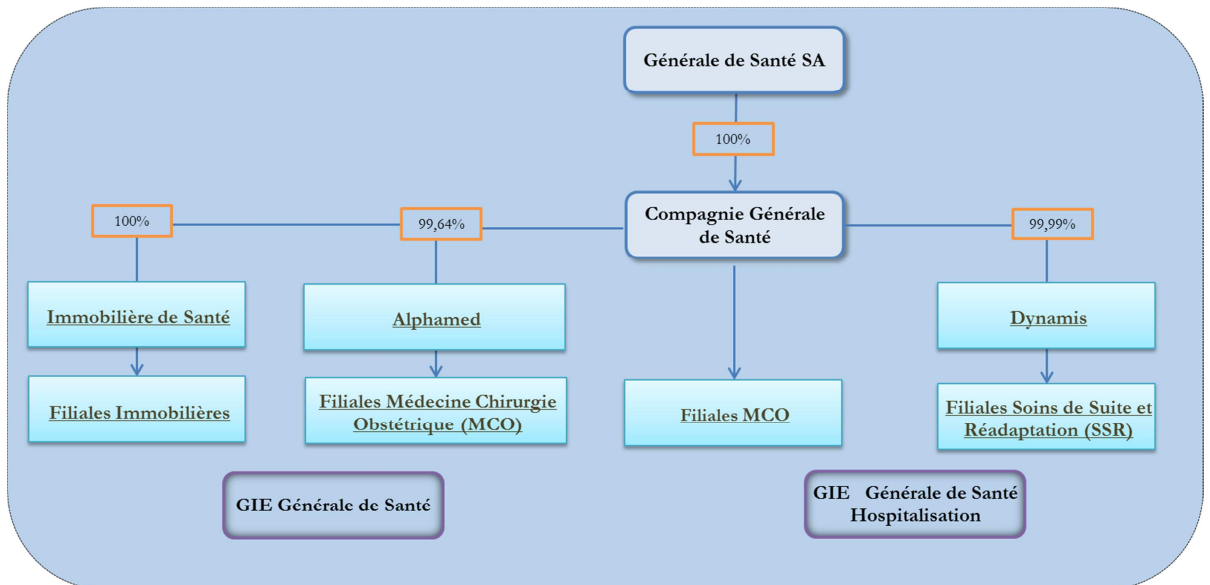 Générale de Santé SA
100%
Compagnie Générale
de Santé
100%
99,64%
99,99%
Immobilière de Santé
Alphamed
Dynamis
Filiales Immobilières
Filiales Médecine Chirurgie
Obstétrique (MCO)
Filiales MCO
Filiales Soins de Suite et
Réadaptation (SSR)
GIE Générale de Santé
GIE Générale de Santé
Hospitalisation